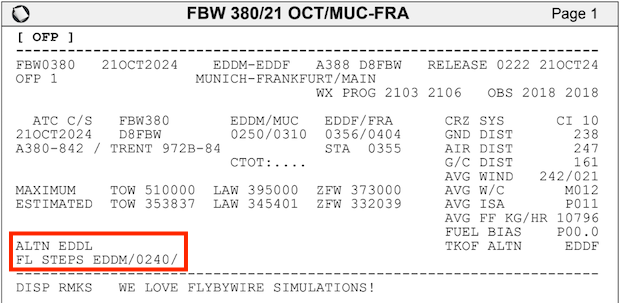 FBW 380/21 OCT/MUC-FRA Page 1
[ OFP ]
--------------------------------------------------------------------
FBW0380 21OCT2024 EDDM-EDDF A388 D8FBW RELEASE 0222 21OCT24
OFP 1 MUNICH-FRANKFURT/MAIN
WX PROG 2103 2106 OBS 2018 2018
ATC C/S FBW380 EDDM/MUC EDDF/FRA CRZ SYS CI 10
21OCT2024 D8FBW 0250/0310 0356/0404 GND DIST 238
A380-842 / TRENT 972B-84 STA 0355 AIR DIST 247
CTOT:.... G/C DIST 161
AVG WIND 242/021
MAXIMUM TOW 510000 LAW 395000 ZFW 373000 AVG W/C M012
ESTIMATED TOW 353837 LAW 345401 ZFW 332039 AVG ISA P011
AVG FF KG/HR 10796
FUEL BIAS P00.0
ALTN EDDL TKOF ALTN EDDF
FL STEPS EDDM/0240/
--------------------------------------------------------------------
DISP RMKS WE LOVE FLYBYWIRE SIMULATIONS!